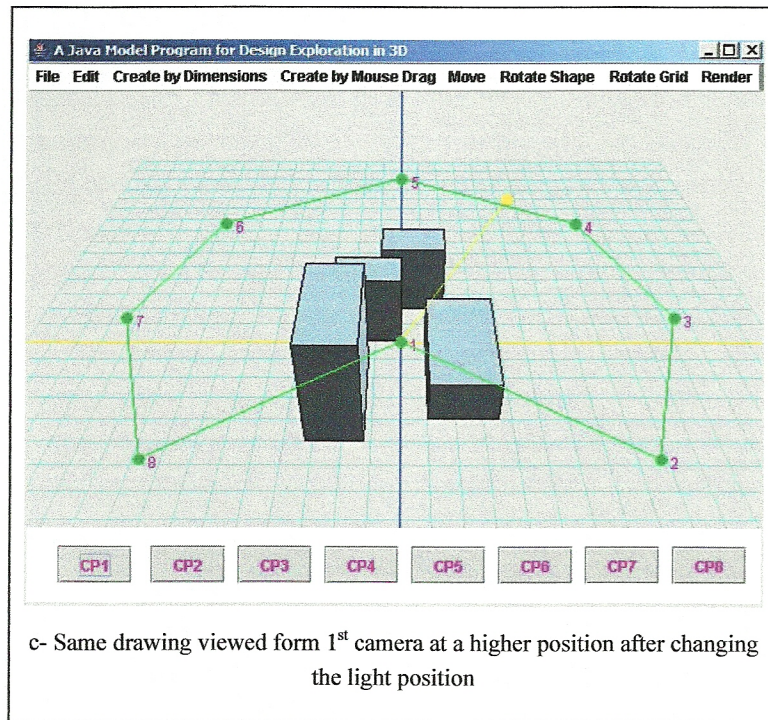 A Java Model Program for Design Exploration in 3D
File Edit Create by Dimensions Create by Mouse Drag Move Rotate Shape Rotate Grid Render
5
6
4
7
3
1
8
2
CP1 CP2 CP3 CP4 CP5 CP6 CP7 CP8
c- Same drawing viewed form 1st camera at a higher position after changing
the light position